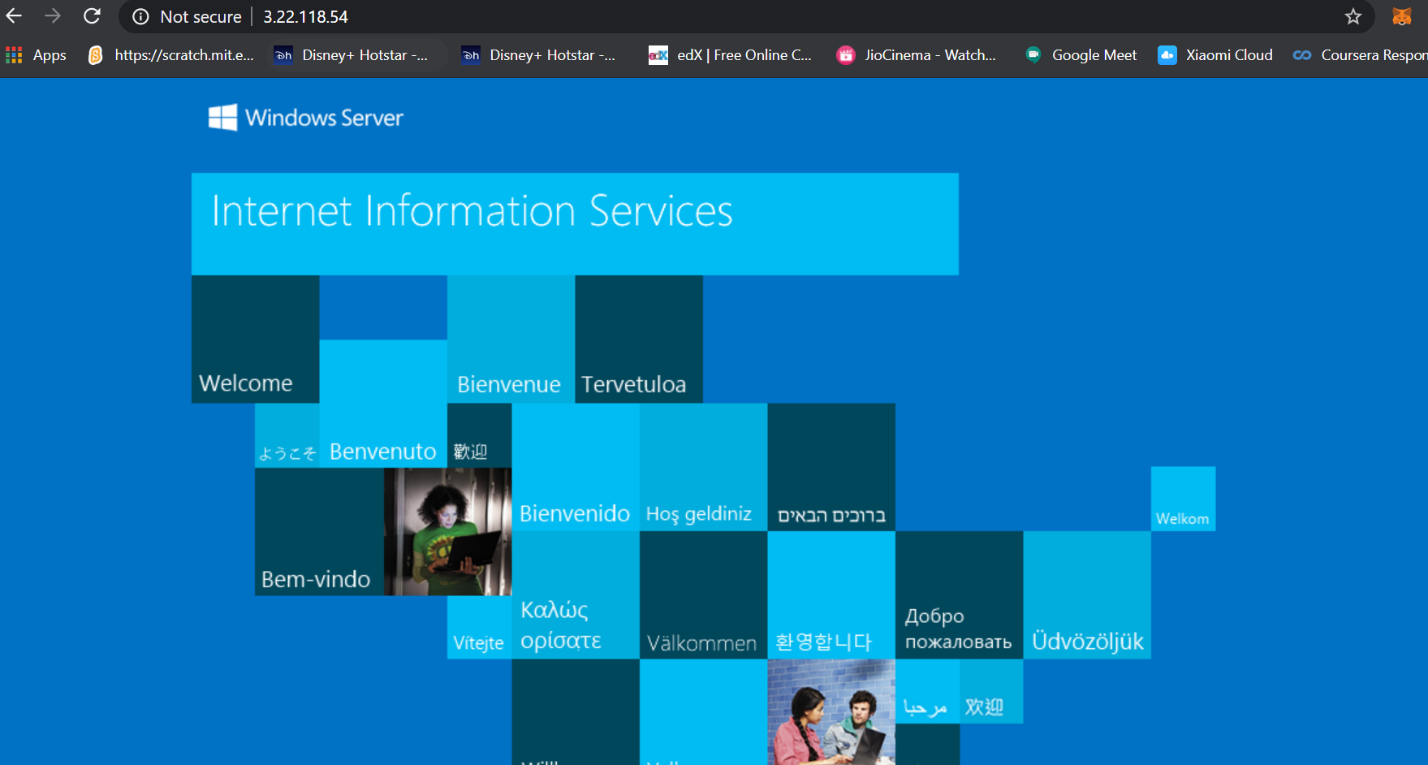 Not secure 3.22.118.54
Apps https://scratch.mit.e... Disney+ Hotstar -... Disney+ Hotstar -... edX | Free Online C... JioCinema - Watch... Google Meet Xiaomi Cloud Coursera Respon
Windows Server
Internet Information Services
Welcome
Bienvenue
Tervetuloa
ようこそ
Benvenuto
歡迎
Bienvenido
Hoş geldiniz
ברוכים הבאים
Welkom
Bem-vindo
Vítejte
Καλώς
ορίσατε
Välkommen
환영합니다
Добро
пожаловать
Üdvözöljük
مرحبا
欢迎